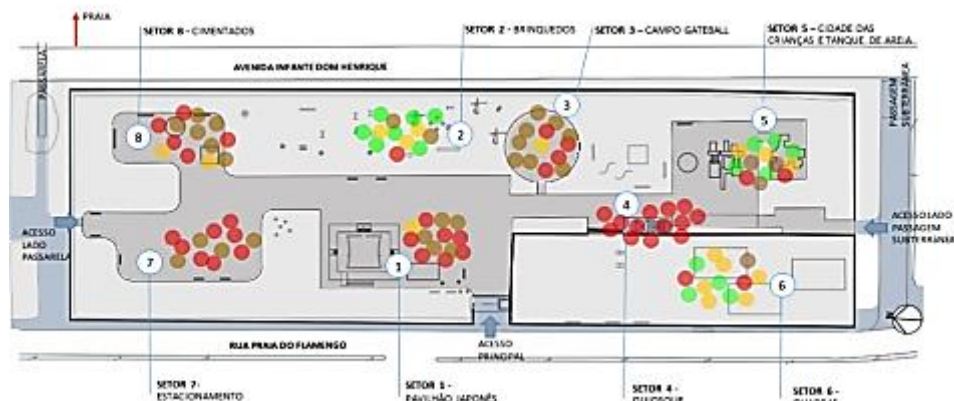 PRAIA
SETOR 8 - CIMENTADOS
SETOR 2 - BRINQUEDOS
SETOR 3 – CAMPO GATEBALL
SETOR 5 – CIDADE DAS
CRIANÇAS E TANQUE DE AREIA.
AVENIDA INFANTE DOM HENRIQUE
PASSARELA
PASSAGEM
SUBTERRÂNEA
8
2
3
5
4
7
1
6
ACESSO
LADO
PASSARELA
ACESSO LADO
PASSAGEM
SUBTERRÂNEA
RUA PRAIA DO FLAMENGO
ACESSO
PRINCIPAL
SETOR 7-
ESTACIONAMENTO
SETOR 1 -
PAVILHÃO JAPONÊS
SETOR 4 -
QUIOSQUE
SETOR 6 -